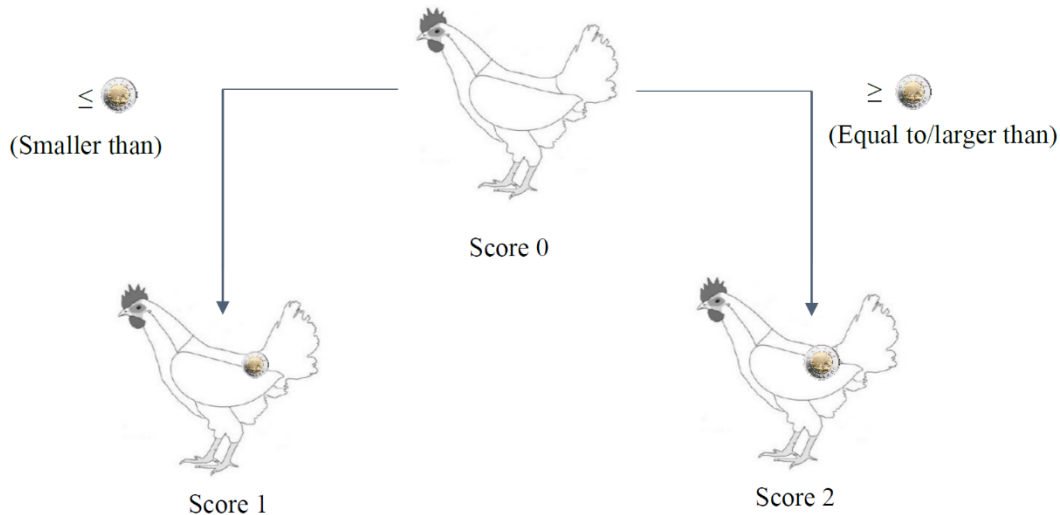 ≤
(Smaller than)
≥
(Equal to/larger than)
Score 0
Score 1
Score 2